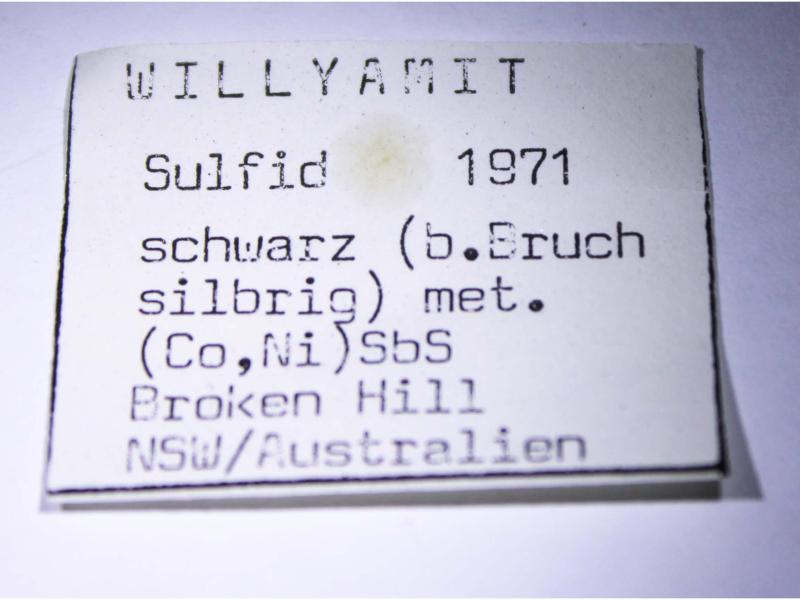 WILLYAMIT
Sulfid 1971
schwarz (b.Bruch
silbrig) met.
(Co,Ni)SbS
Broken Hill
NSW/Australien